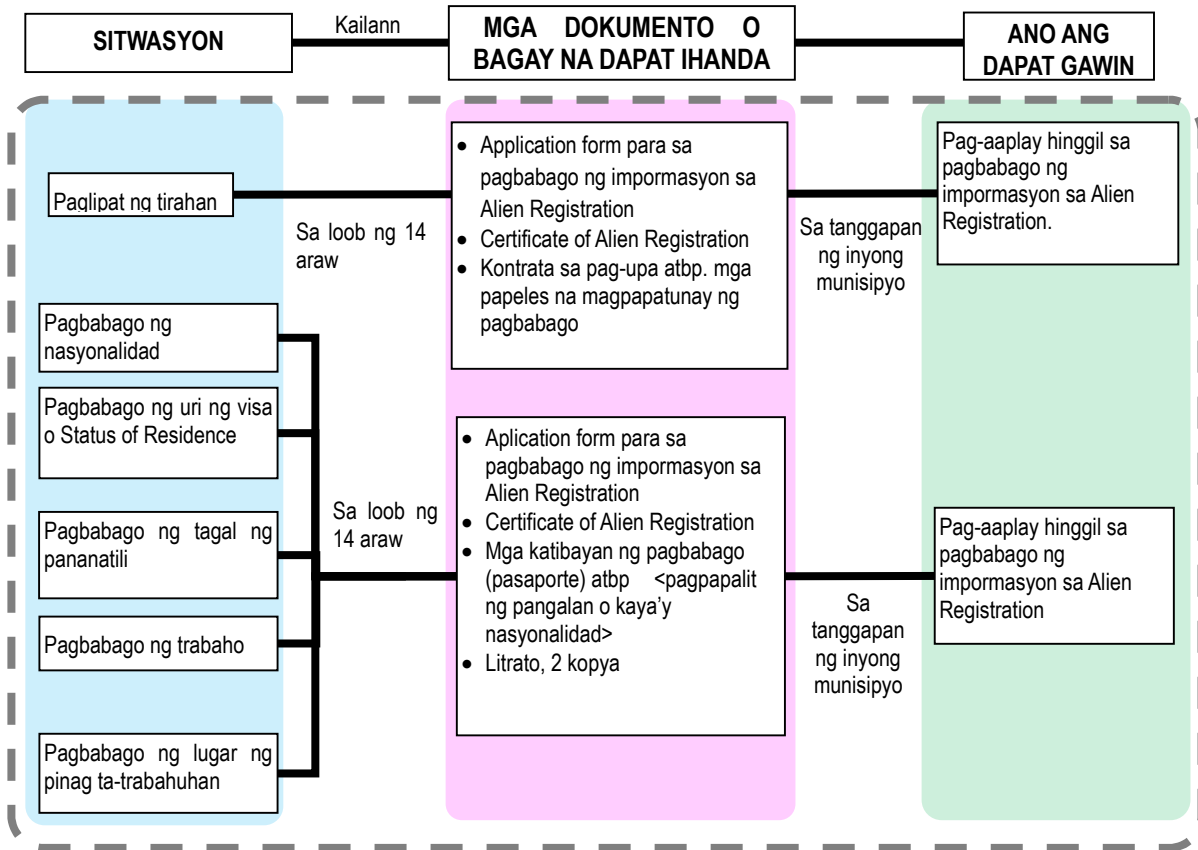 SITWASYON
Kailann
MGA DOKUMENTO O
BAGAY NA DAPAT IHANDA
ANO ANG
DAPAT GAWIN
Paglipat ng tirahan
Sa loob ng 14
araw
• Application form para sa
pagbabago ng impormasyon sa
Alien Registration
• Certificate of Alien Registration
• Kontrata sa pag-upa atbp. mga
papeles na magpapatunay ng
pagbabago
Sa tanggapan
ng inyong
munisipyo
Pag-aaplay hinggil sa
pagbabago ng
impormasyon sa Alien
Registration.
Pagbabago ng
nasyonalidad
Pagbabago ng uri ng visa
o Status of Residence
Pagbabago ng tagal ng
pananatili
Pagbabago ng trabaho
Pagbabago ng lugar ng
pinag ta-trabahuhan
Sa loob ng
14 araw
• Aplication form para sa
pagbabago ng impormasyon sa
Alien Registration
• Certificate of Alien Registration
• Mga katibayan ng pagbabago
(pasaporte) atbp <pagpapalit
ng pangalan o kaya’y
nasyonalidad>
• Litrato, 2 kopya
Sa
tanggapan
ng inyong
munisipyo
Pag-aaplay hinggil sa
pagbabago ng
impormasyon sa Alien
Registration